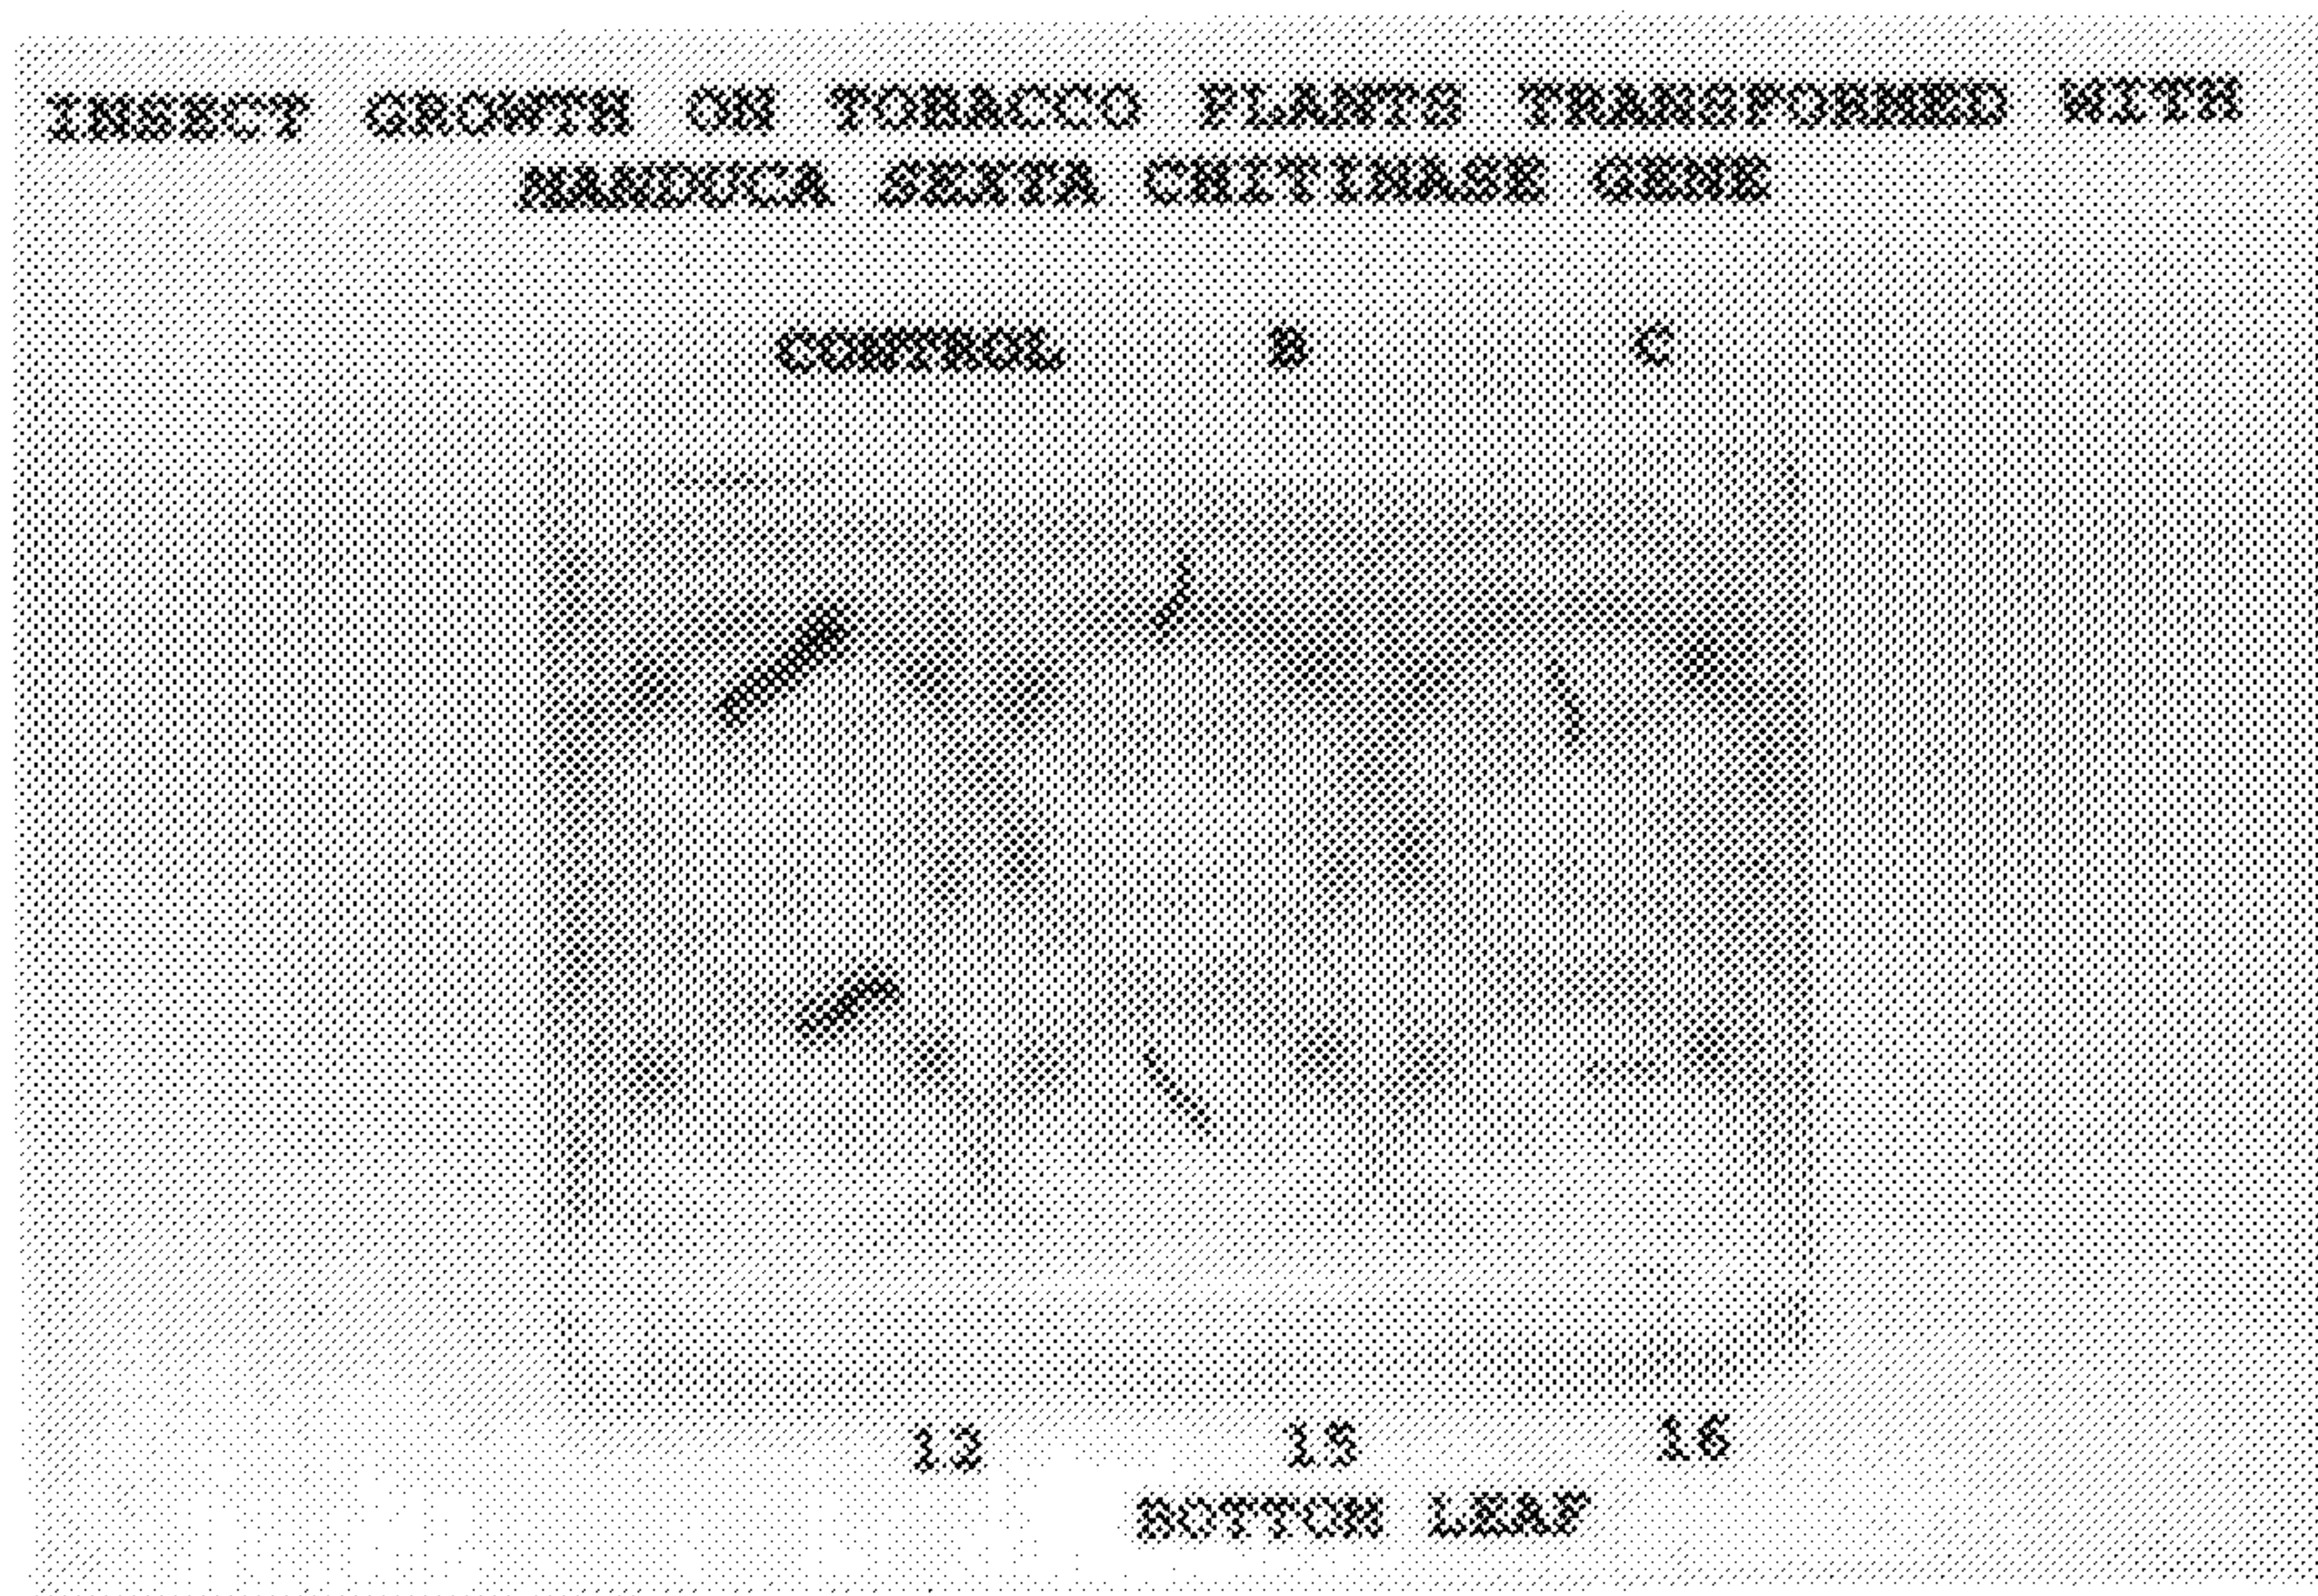 INSECT GROWTH ON TOBACCO PLANTS TRANSFORMED WITH
MANDUCA SEXTA CHITINASE GENE
CONTROL B C
12 15 16
BOTTOM LEAF